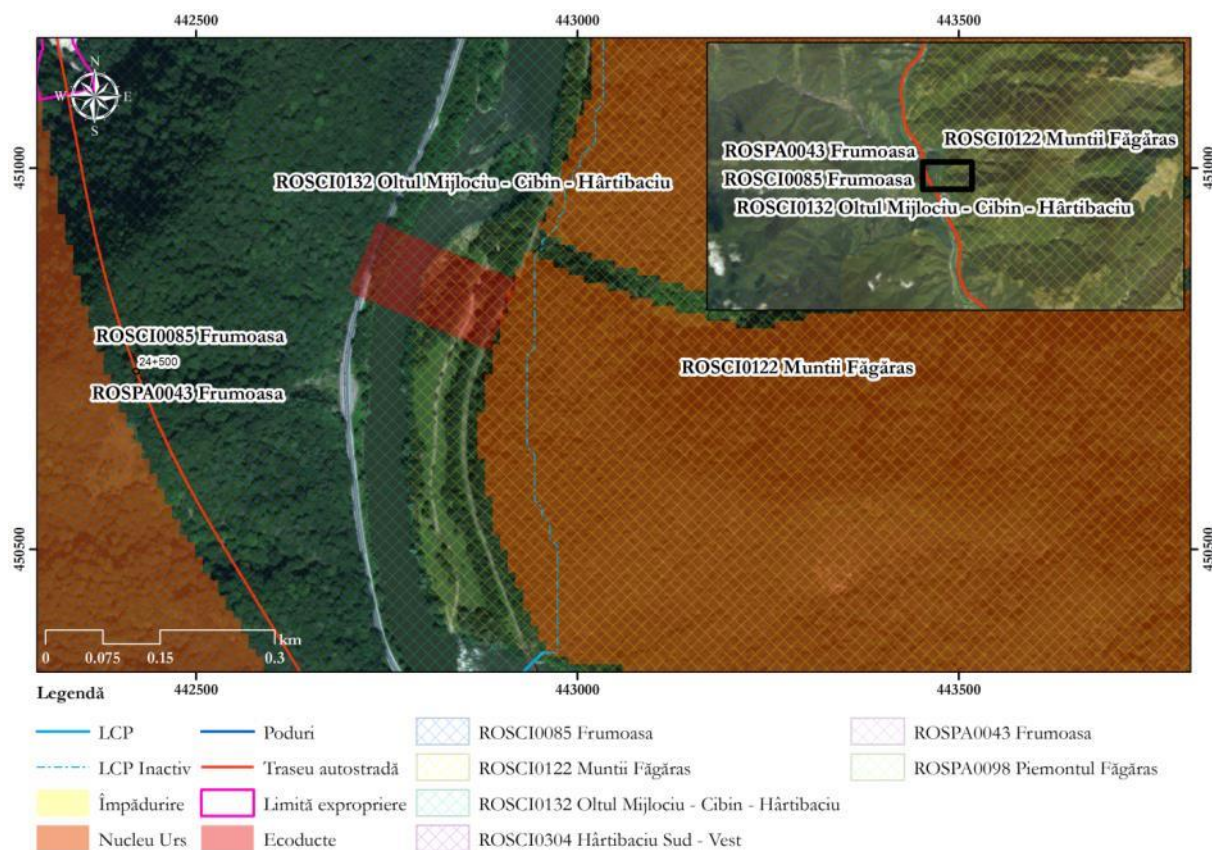 442500 443000 443500
N
W E
S
451000
451000
450500
450500
ROSCI0132 Oltul Mijlociu - Cibin - Hârtibaciu
ROSCI0085 Frumoasa
24+500
ROSPA0043 Frumoasa
ROSCI0122 Muntii Făgăras
ROSCI0122 Muntii Făgăras
ROSPA0043 Frumoasa
ROSCI0085 Frumoasa
ROSCI0132 Oltul Mijlociu - Cibin - Hârtibaciu
km
0 0.075 0.15 0.3
442500 443000 443500
Legendă
LCP
LCP Inactiv
Împădurire
Nucleu Urs
Poduri
Traseu autostradă
Limită expropriere
Ecoducte
ROSCI0085 Frumoasa
ROSCI0122 Muntii Făgăras
ROSCI0132 Oltul Mijlociu - Cibin - Hârtibaciu
ROSCI0304 Hârtibaciu Sud - Vest
ROSPA0043 Frumoasa
ROSPA0098 Piemontul Făgăras